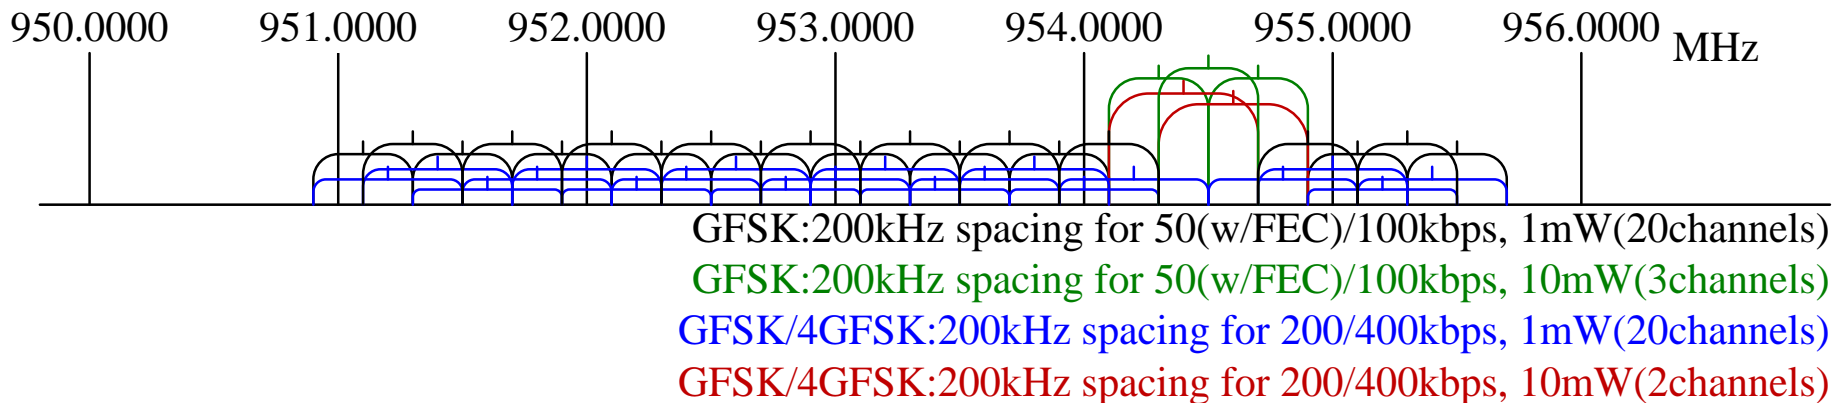 950.0000 951.0000 952.0000 953.0000 954.0000 955.0000 956.0000 MHz
GFSK:200kHz spacing for 50(w/FEC)/100kbps, 1mW(20channels)
GFSK:200kHz spacing for 50(w/FEC)/100kbps, 10mW(3channels)
GFSK/4GFSK:200kHz spacing for 200/400kbps, 1mW(20channels)
GFSK/4GFSK:200kHz spacing for 200/400kbps, 10mW(2channels)